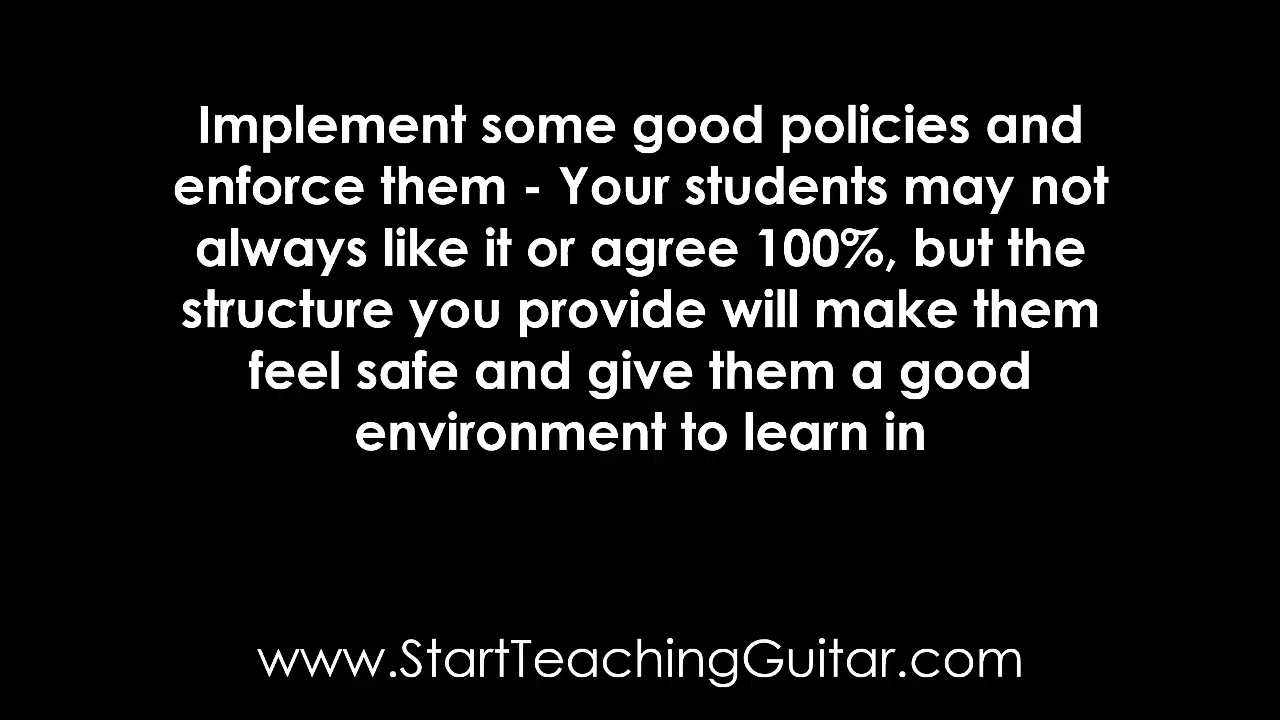 Implement some good policies and
enforce them - Your students may not
always like it or agree 100%, but the
structure you provide will make them
feel safe and give them a good
environment to learn in
www.StartTeachingGuitar.com